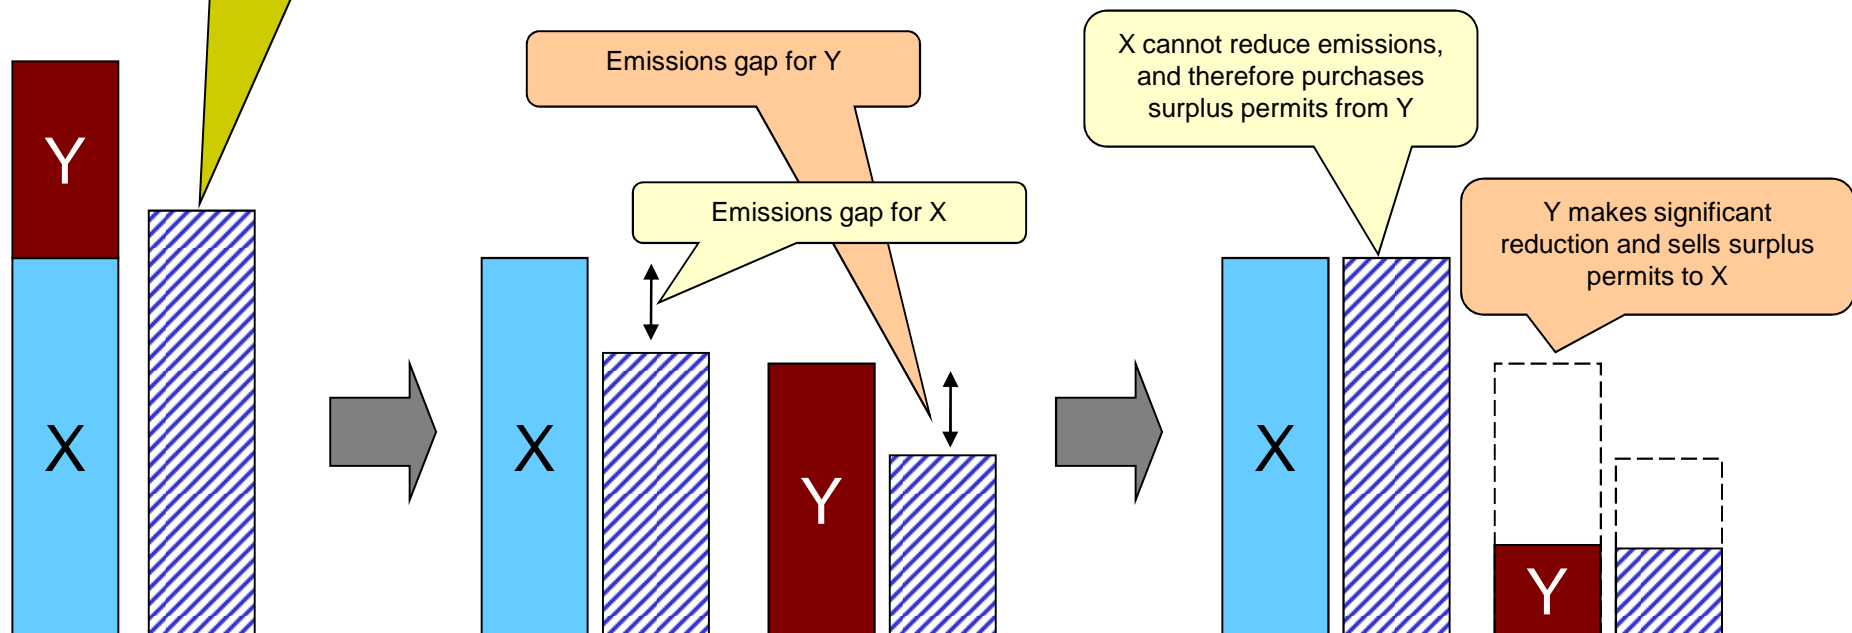 Y
X
Emissions gap for Y
Emissions gap for X
X
Y
X cannot reduce emissions,
and therefore purchases
surplus permits from Y
Y makes significant
reduction and sells surplus
permits to X
X
Y